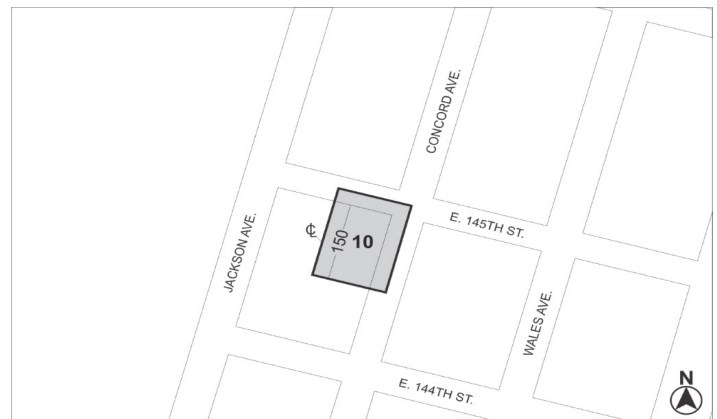 CONCORD AVE.
E. 145TH ST.
JACKSON AVE.
℄
150
10
WALES AVE.
E. 144TH ST.
N